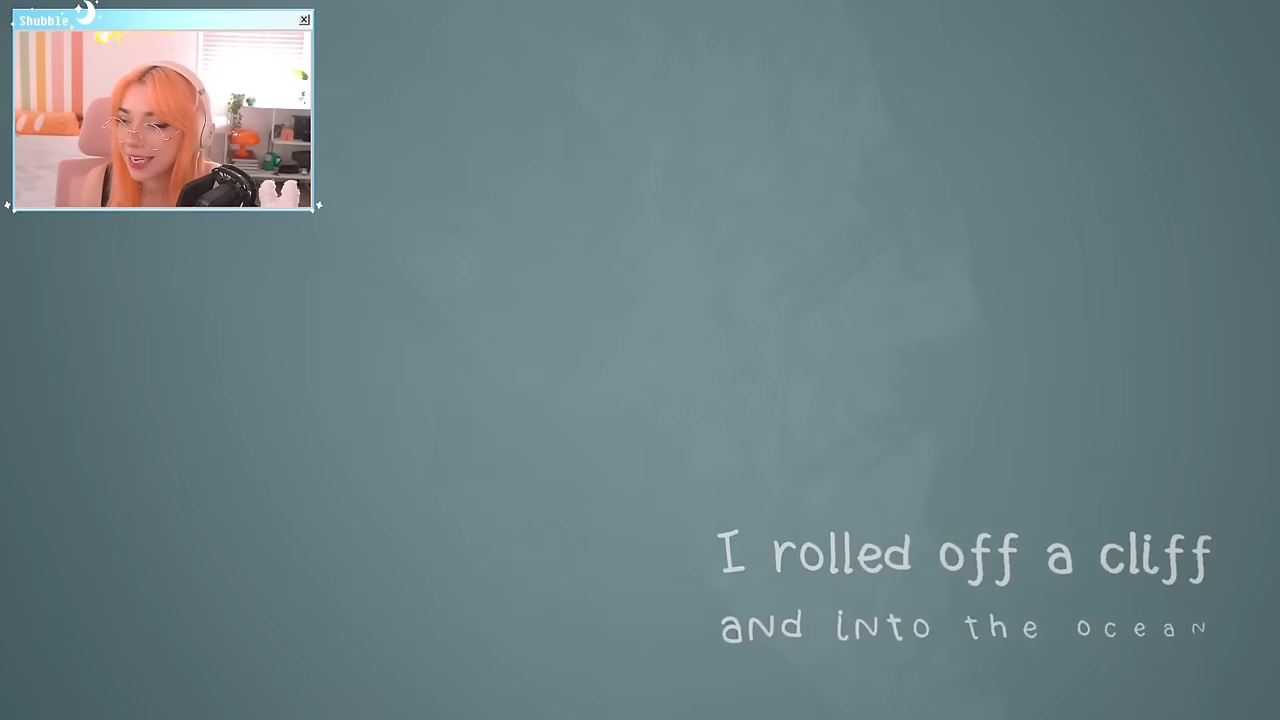 Shubble
I rolled off a cliff
and into the ocean